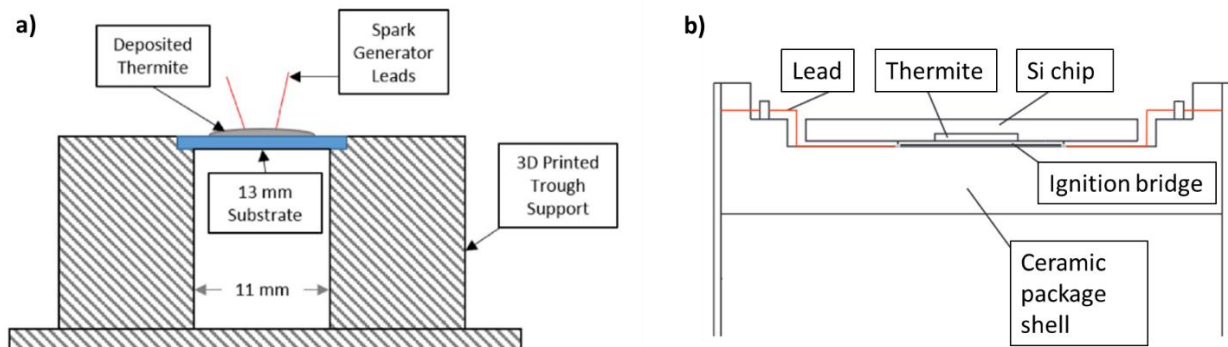 a)
Deposited
Thermite
Spark
Generator
Leads
13 mm
Substrate
3D Printed
Trough
Support
11 mm
b)
Lead
Thermite
Si chip
Ignition bridge
Ceramic
package
shell